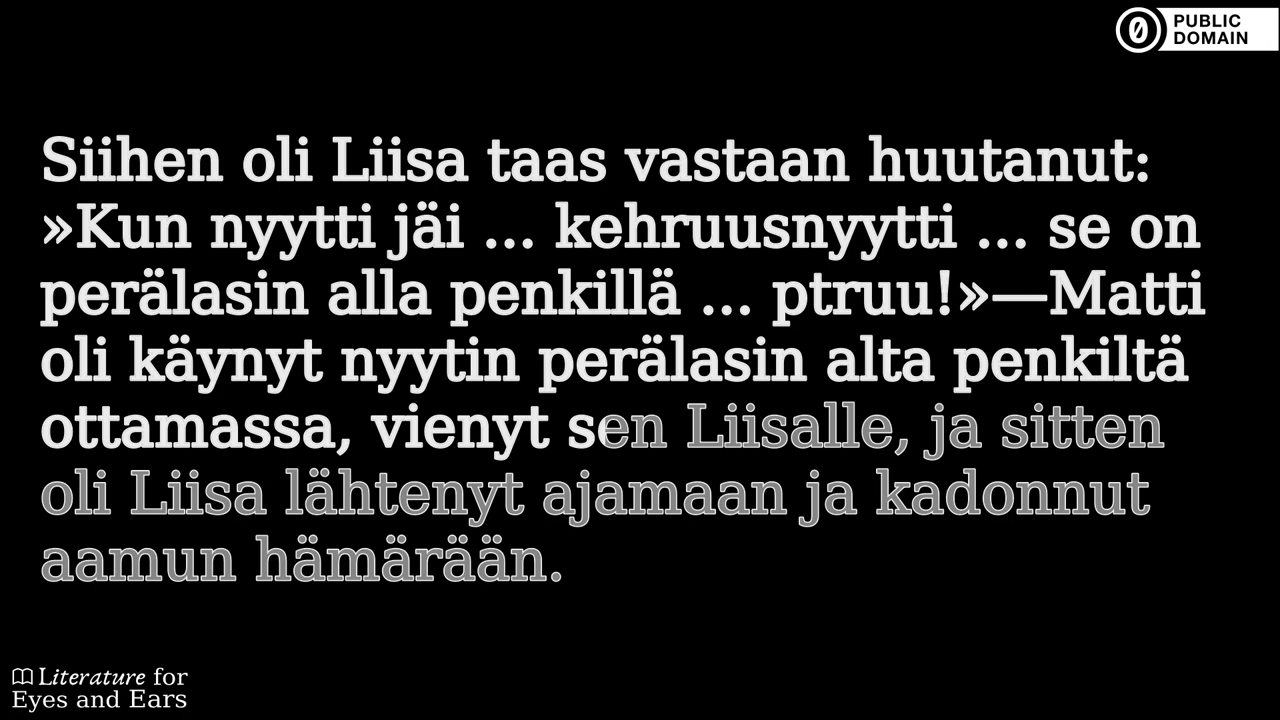 PUBLIC
DOMAIN
Siihen oli Liisa taas vastaan huutanut:
»Kun nyytti jäi ... kehruusnyytti ... se on
perälasin alla penkillä ... ptruu!»—Matti
oli käynyt nyytin perälasin alta penkiltä
ottamassa, vienyt sen Liisalle, ja sitten
oli Liisa lähtenyt ajamaan ja kadonnut
aamun hämärään.
Literature for
Eyes and Ears